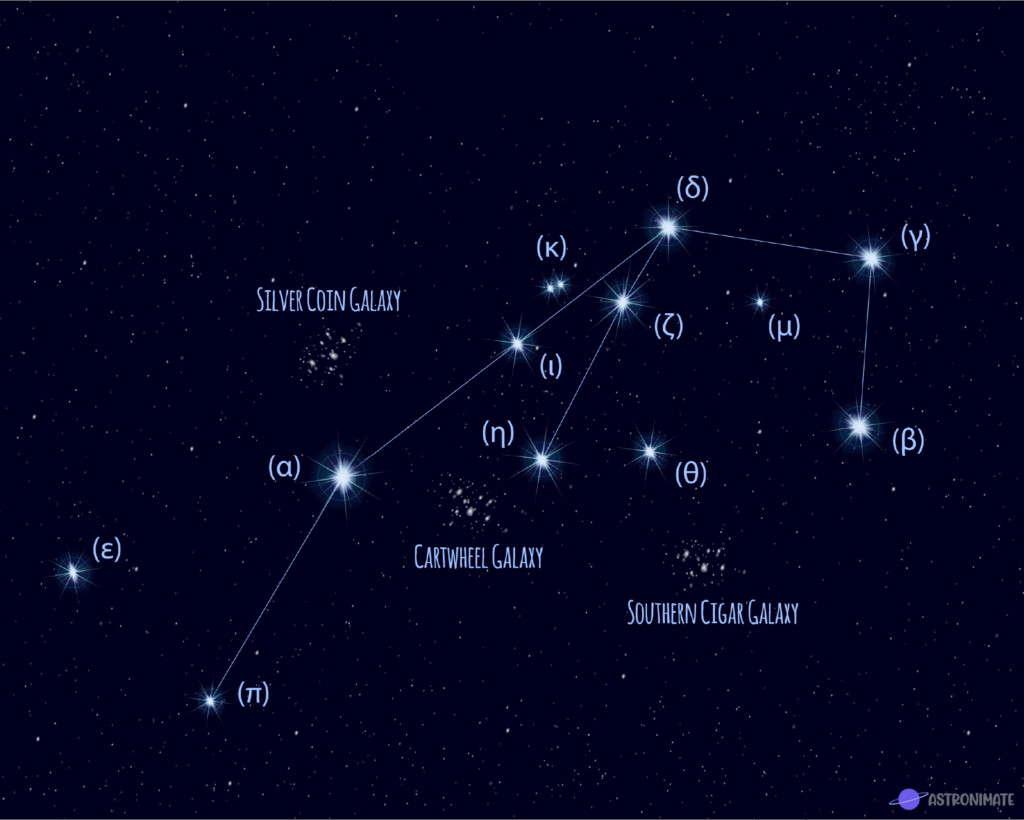 (δ)
(γ)
(κ)
SILVER COIN GALAXY
(ζ)
(μ)
(ι)
(η)
(β)
(α)
(θ)
(ε)
CARTWHEEL GALAXY
SOUTHERN CIGAR GALAXY
(π)
ASTRONIMATE